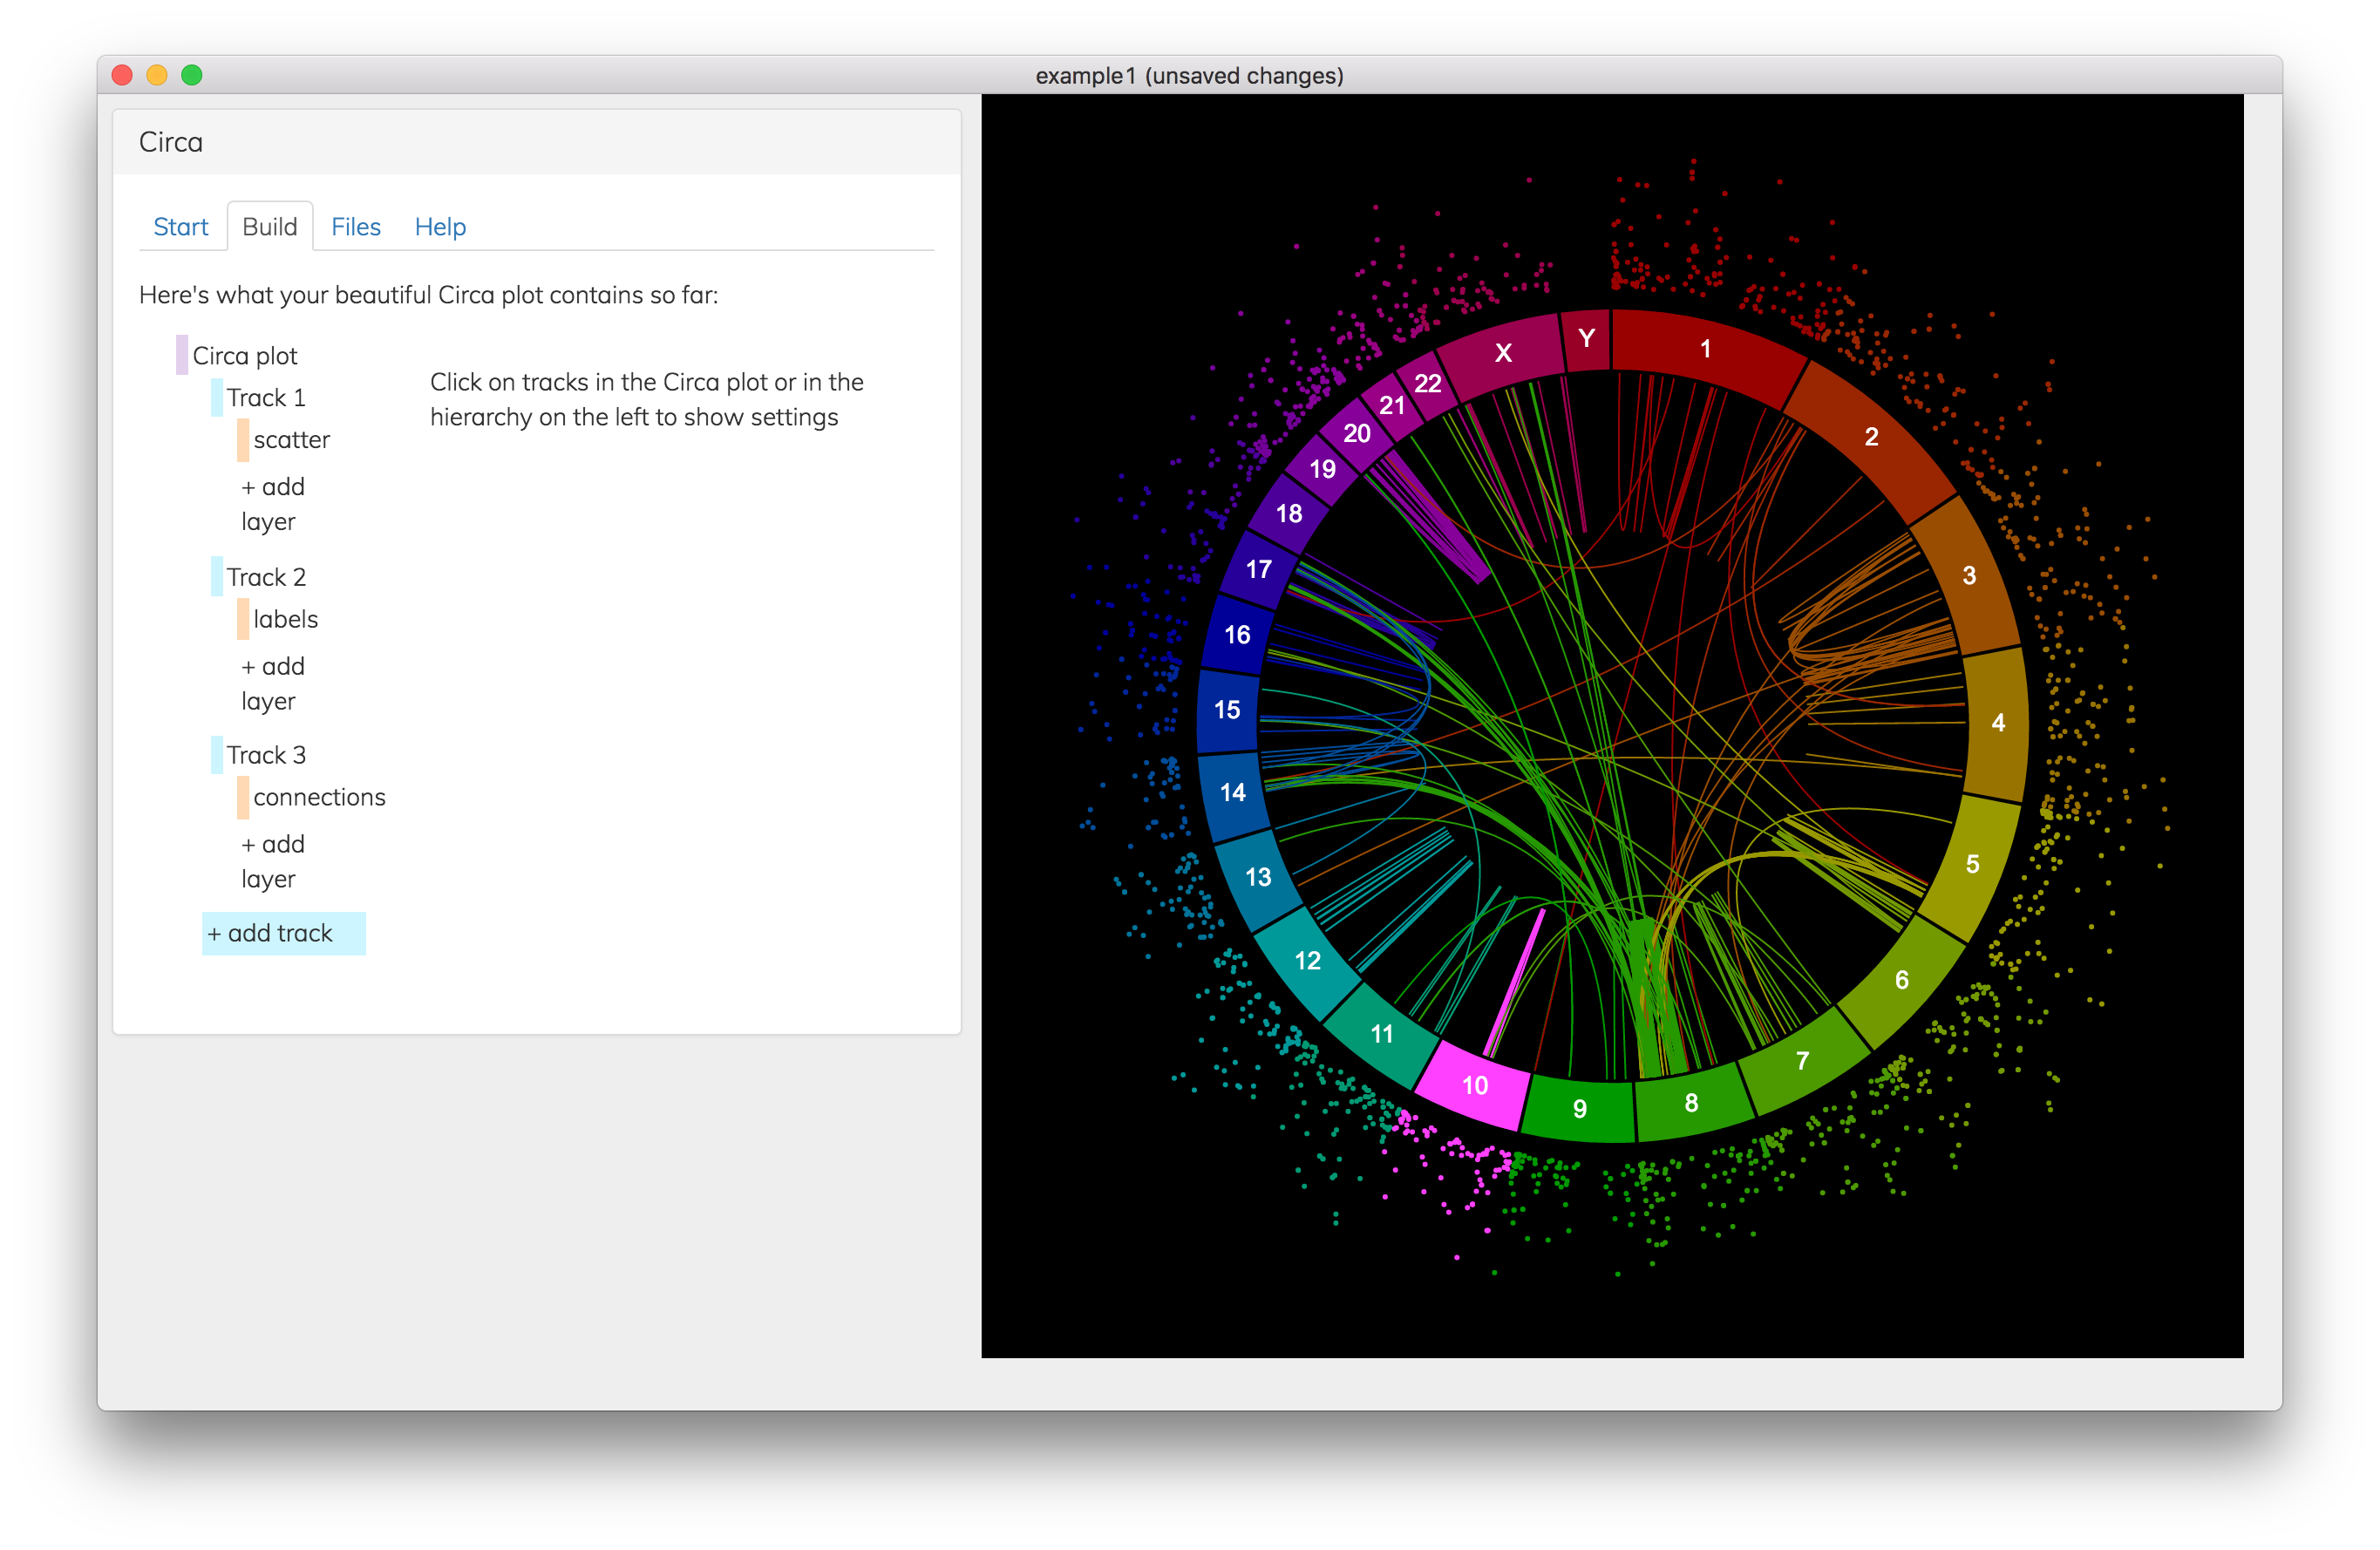 example1 (unsaved changes)
Circa
Start Build Files Help
Here's what your beautiful Circa plot contains so far:
Circa plot
Track 1
scatter
+ add
layer
Track 2
labels
+ add
layer
Track 3
connections
+ add
layer
+ add track
Click on tracks in the Circa plot or in the
hierarchy on the left to show settings
1
2
3
4
5
6
7
8
9
10
11
12
13
14
15
16
17
18
19
20
21
22
X
Y